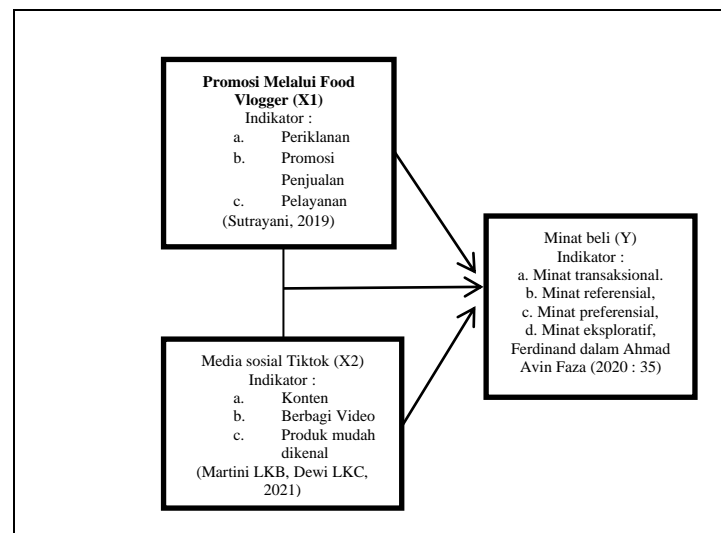 Promosi Melalui Food
Vlogger (X1)
Indikator :
a. Periklanan
b. Promosi
Penjualan
c. Pelayanan
(Sutrayani, 2019)
Minat beli (Y)
Indikator :
a. Minat transaksional.
b. Minat referensial,
c. Minat preferensial,
d. Minat eksploratif,
Ferdinand dalam Ahmad
Avin Faza (2020 : 35)
Media sosial Tiktok (X2)
Indikator :
a. Konten
b. Berbagi Video
c. Produk mudah
dikenal
(Martini LKB, Dewi LKC,
2021)